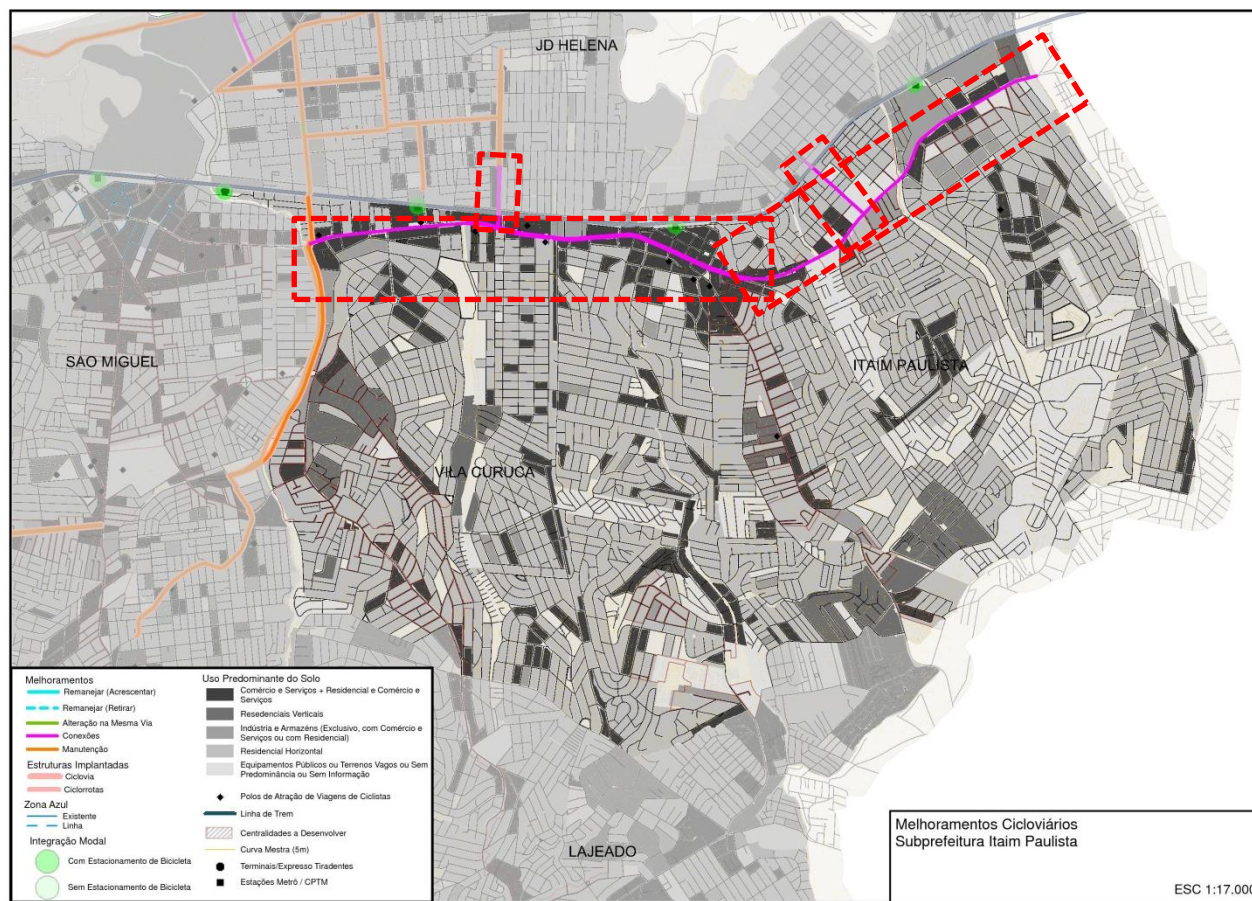 JD HELENA
SAO MIGUEL
ITAIM PAULISTA
VILA CURUCA
LAJEADO
Melhoramentos
Remanejar (Acrescentar)
Remanejar (Retirar)
Alteração na Mesma Via
Conexões
Manutenção
Estruturas Implantadas
Ciclovia
Ciclorrotas
Zona Azul
Existente
Linha
Integração Modal
Com Estacionamento de Bicicleta
Sem Estacionamento de Bicicleta
Uso Predominante do Solo
Comércio e Serviços + Residencial e Comércio e
Serviços
Resedenciais Verticais
Indústria e Armazéns (Exclusivo, com Comércio e
Serviços ou com Residencial)
Residencial Horizontal
Equipamentos Públicos ou Terrenos Vagos ou Sem
Predominância ou Sem Informação
Polos de Atração de Viagens de Ciclistas
Linha de Trem
Centralidades a Desenvolver
Curva Mestra (5m)
Terminais/Expresso Tiradentes
Estações Metrô / CPTM
Melhoramentos Cicloviários
Subprefeitura Itaim Paulista
ESC 1:17.000